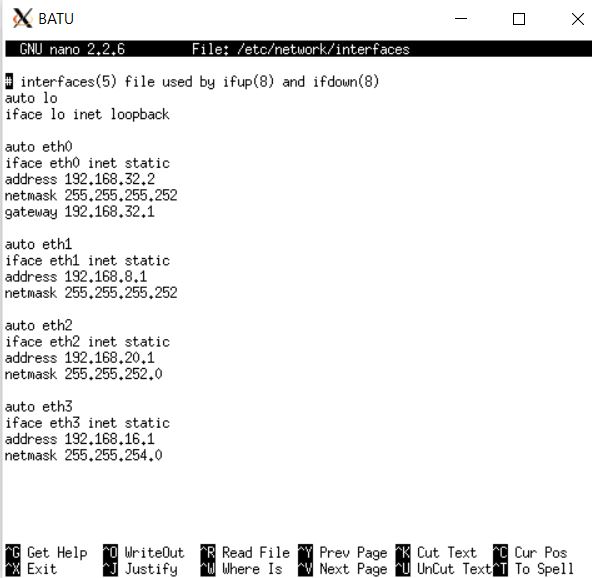 BATU
GNU nano 2.2.6 File: /etc/network/interfaces
# interfaces(5) file used by ifup(8) and ifdown(8)
auto lo
iface lo inet loopback
auto eth0
iface eth0 inet static
address 192.168.32.2
netmask 255.255.255.252
gateway 192.168.32.1
auto eth1
iface eth1 inet static
address 192.168.8.1
netmask 255.255.255.252
auto eth2
iface eth2 inet static
address 192.168.20.1
netmask 255.255.252.0
auto eth3
iface eth3 inet static
address 192.168.16.1
netmask 255.255.254.0
^G Get Help ^O WriteOut ^R Read File ^Y Prev Page ^K Cut Text ^C Cur Pos
^X Exit ^J Justify ^W Where Is ^V Next Page ^U UnCut Text^T To Spell